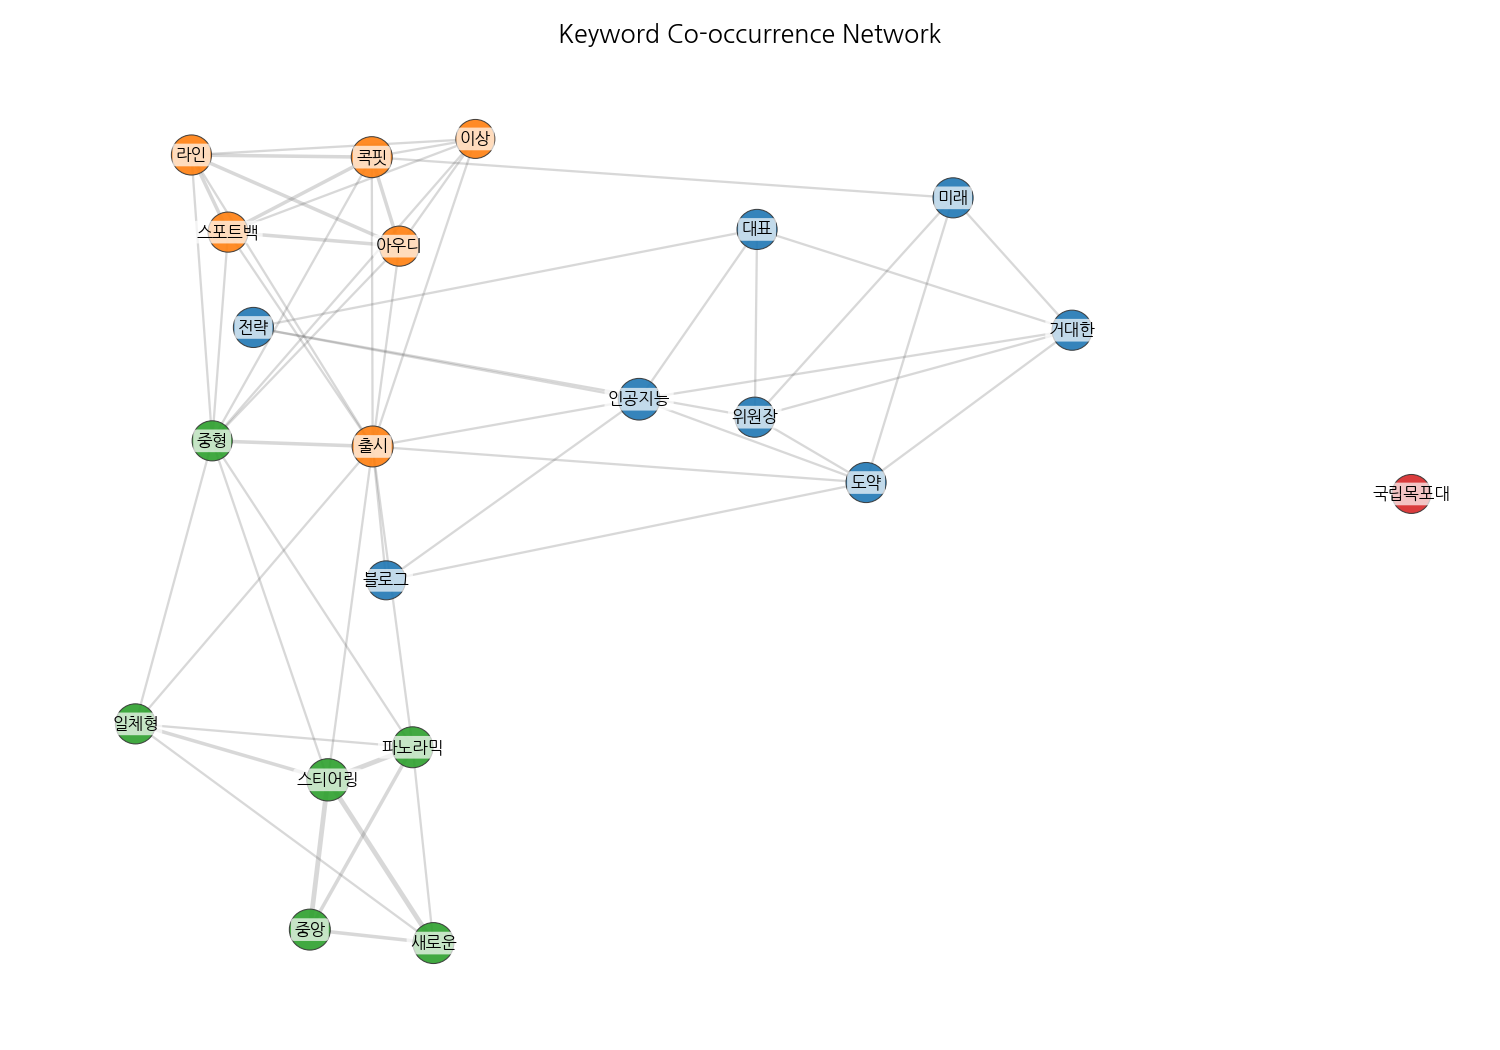 Keyword Co-occurrence Network
이상
라인
콕핏
미래
대표
스포트백
아우디
전략
거대한
인공지능
위원장
중형
출시
도약
국립목포대
블로그
일체형
파노라믹
스티어링
중앙
새로운